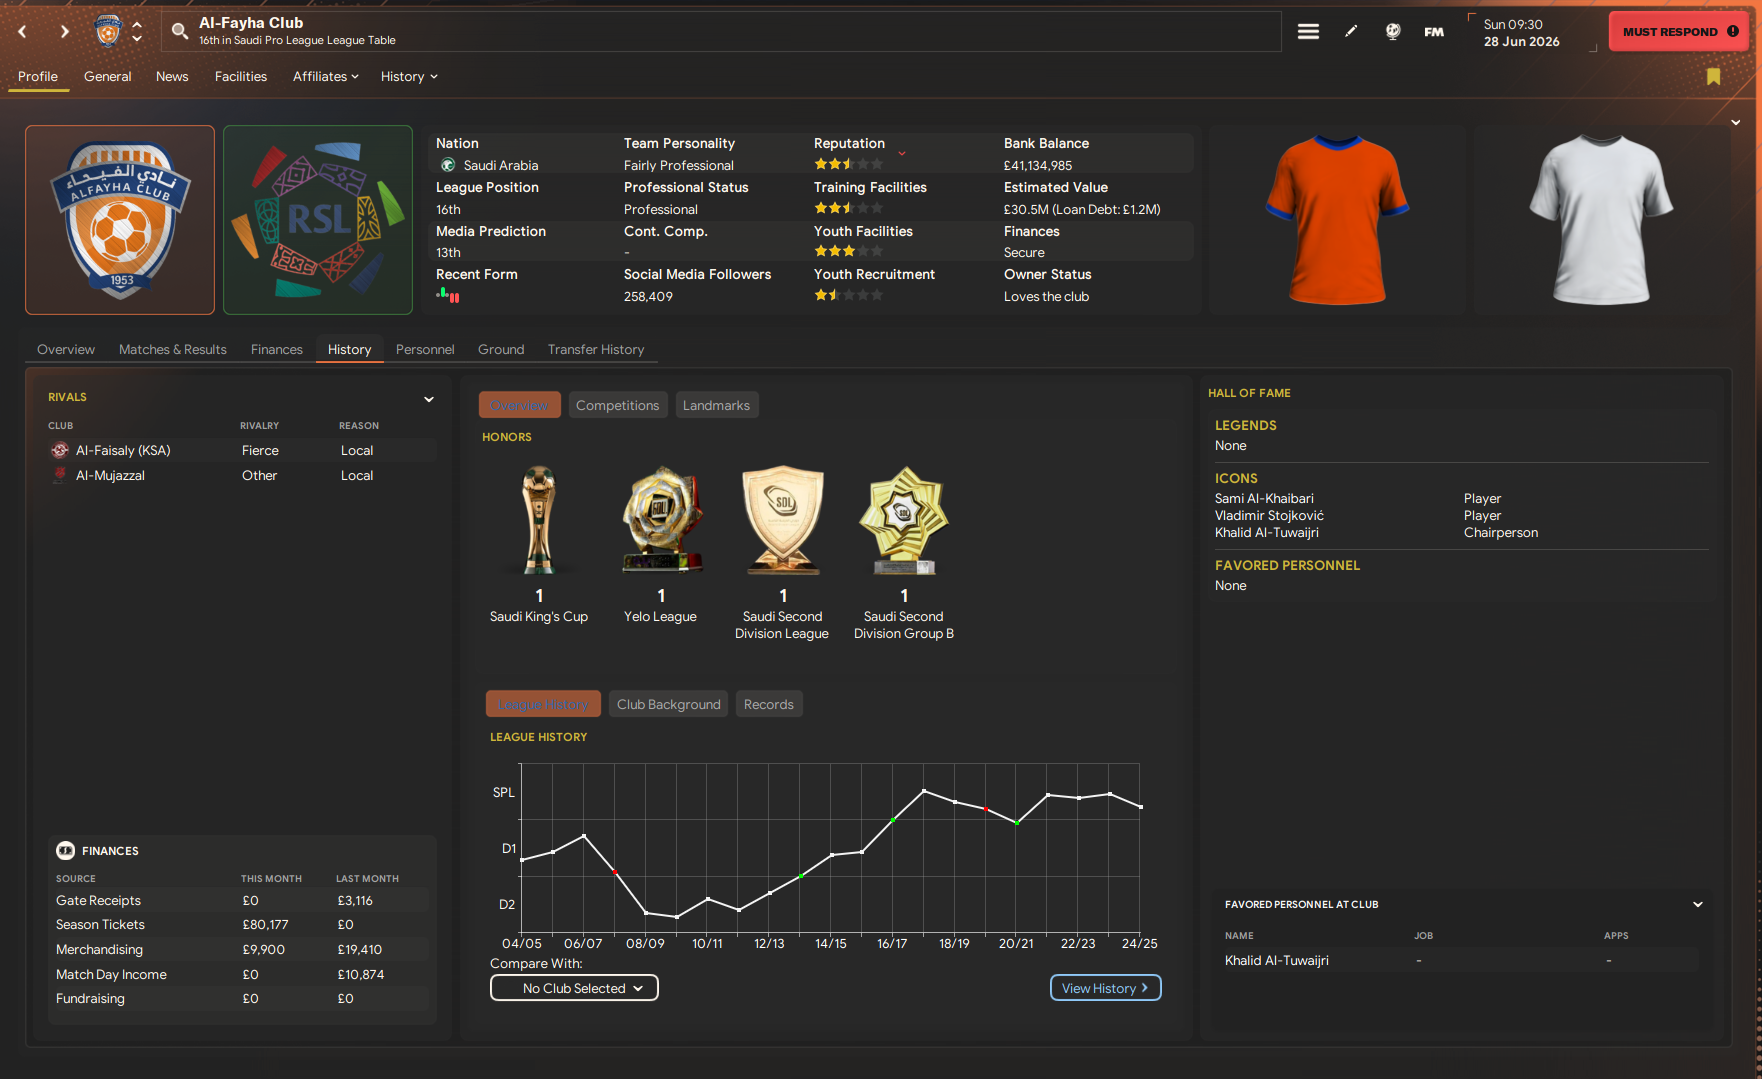 Al-Fayha Club
16th in Saudi Pro League League Table
FM
Sun 09:30
28 Jun 2026
MUST RESPOND
Profile
General
News
Facilities
Affiliates
History
نادي الفيحاء
ALFAYHA CLUB
1953
RSL
Nation
Saudi Arabia
League Position
16th
Media Prediction
13th
Recent Form
Team Personality
Fairly Professional
Professional Status
Professional
Cont. Comp.
-
Social Media Followers
258,409
Reputation
Training Facilities
Youth Facilities
Youth Recruitment
Bank Balance
£41,134,985
Estimated Value
£30.5M (Loan Debt: £1.2M)
Finances
Secure
Owner Status
Loves the club
Overview
Matches & Results
Finances
History
Personnel
Ground
Transfer History
RIVALS
CLUB RIVALRY REASON
Al-Faisaly (KSA) Fierce Local
Al-Mujazzal Other Local
FINANCES
SOURCE THIS MONTH LAST MONTH
Gate Receipts £0 £3,116
Season Tickets £80,177 £0
Merchandising £9,900 £19,410
Match Day Income £0 £10,874
Fundraising £0 £0
Overview
Competitions
Landmarks
HONORS
SDL
SDL
SDL
1
Saudi King's Cup
1
Yelo League
1
Saudi Second
Division League
1
Saudi Second
Division Group B
League History
Club Background
Records
LEAGUE HISTORY
SPL
D1
D2
04/05 06/07 08/09 10/11 12/13 14/15 16/17 18/19 20/21 22/23 24/25
Compare With:
No Club Selected
View History
HALL OF FAME
LEGENDS
None
ICONS
Sami Al-Khaibari Player
Vladimir Stojković Player
Khalid Al-Tuwaijri Chairperson
FAVORED PERSONNEL
None
FAVORED PERSONNEL AT CLUB
NAME JOB APPS
Khalid Al-Tuwaijri - -